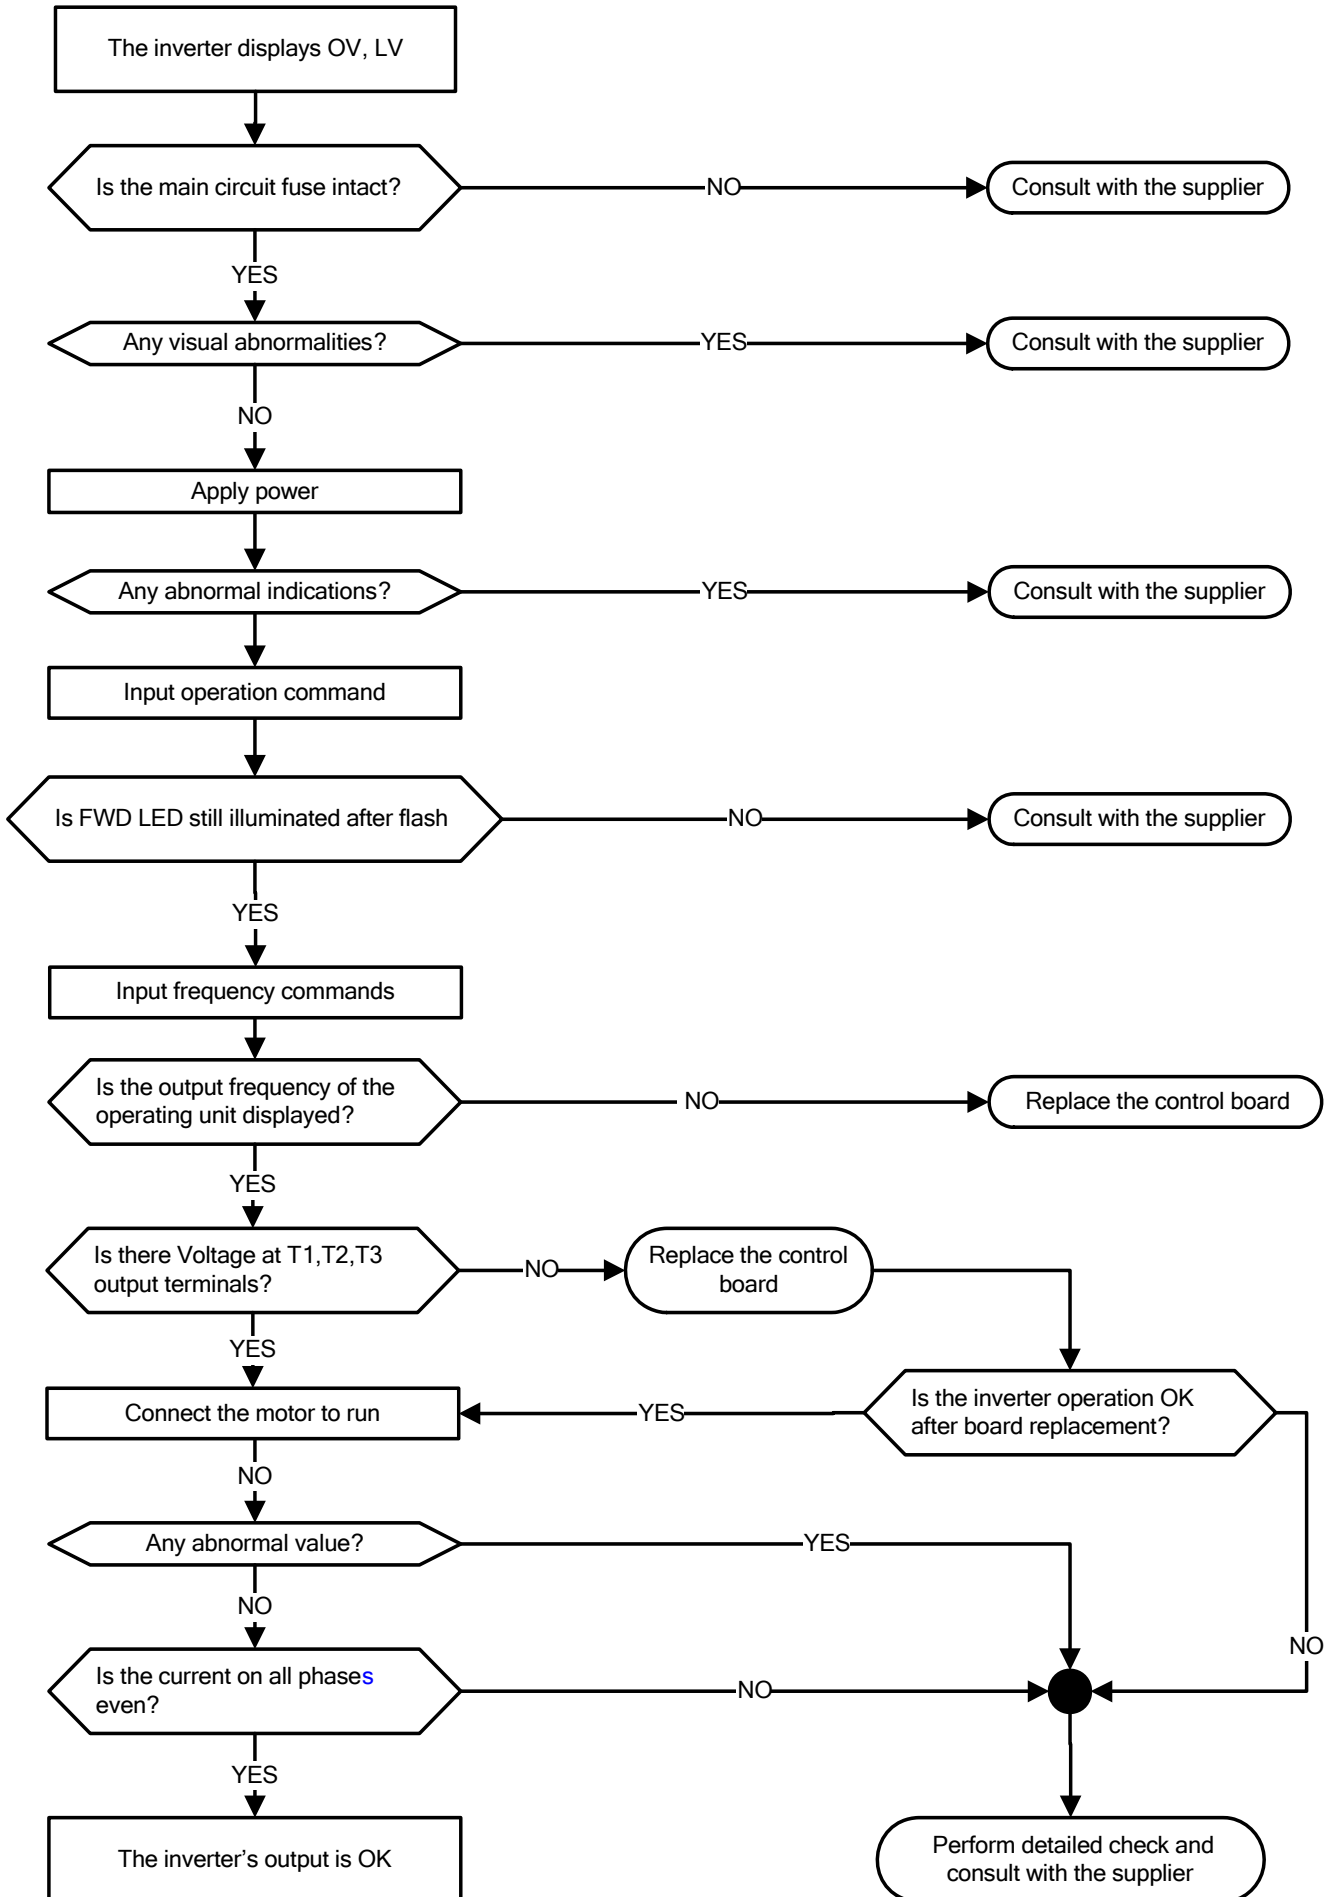 The inverter displays OV, LV
Is the main circuit fuse intact?
NO
Consult with the supplier
YES
Any visual abnormalities?
YES
Consult with the supplier
NO
Apply power
Any abnormal indications?
YES
Consult with the supplier
Input operation command
Is FWD LED still illuminated after flash
NO
Consult with the supplier
YES
Input frequency commands
Is the output frequency of the
operating unit displayed?
NO
Replace the control board
YES
Is there Voltage at T1,T2,T3
output terminals?
NO
Replace the control
board
YES
Connect the motor to run
YES
Is the inverter operation OK
after board replacement?
NO
Any abnormal value?
YES
NO
NO
Is the current on all phases
even?
NO
YES
The inverter's output is OK
Perform detailed check and
consult with the supplier